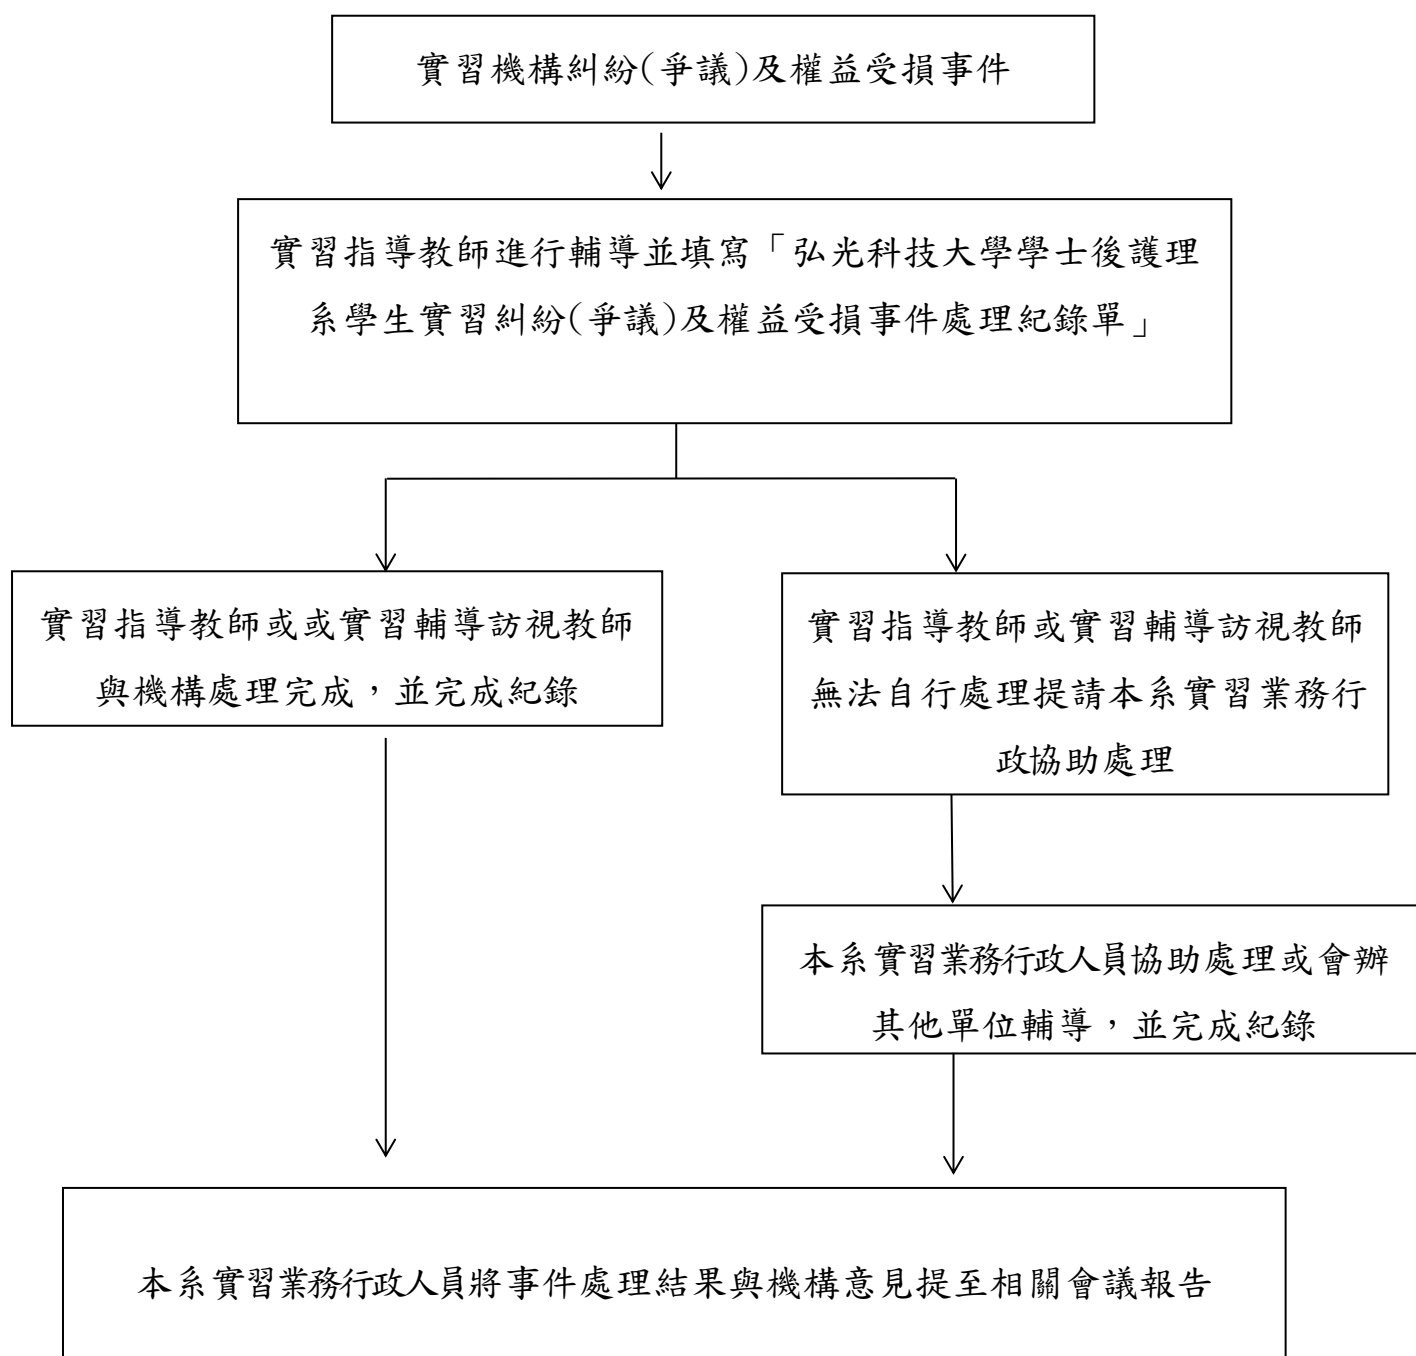 實習機構糾紛(爭議)及權益受損事件
實習指導教師進行輔導並填寫「弘光科技大學學士後護理
系學生實習糾紛(爭議)及權益受損事件處理紀錄單」
實習指導教師或或實習輔導訪視教師
與機構處理完成，並完成紀錄
實習指導教師或實習輔導訪視教師
無法自行處理提請本系實習業務行
政協助處理
本系實習業務行政人員協助處理或會辦
其他單位輔導，並完成紀錄
本系實習業務行政人員將事件處理結果與機構意見提至相關會議報告